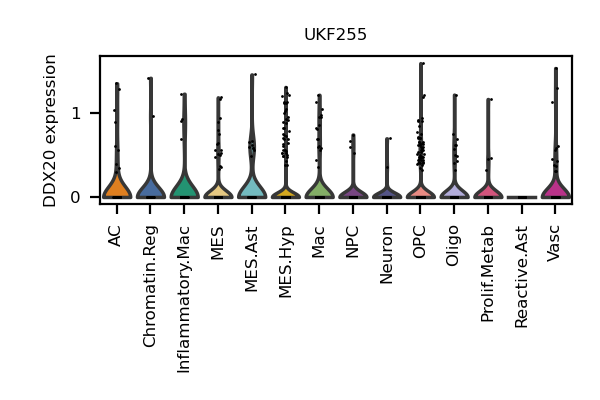 UKF255
DDX20 expression
1
0
AC
Chromatin.Reg
Inflammatory.Mac
MES
MES.Ast
MES.Hyp
Mac
NPC
Neuron
OPC
Oligo
Prolif.Metab
Reactive.Ast
Vasc